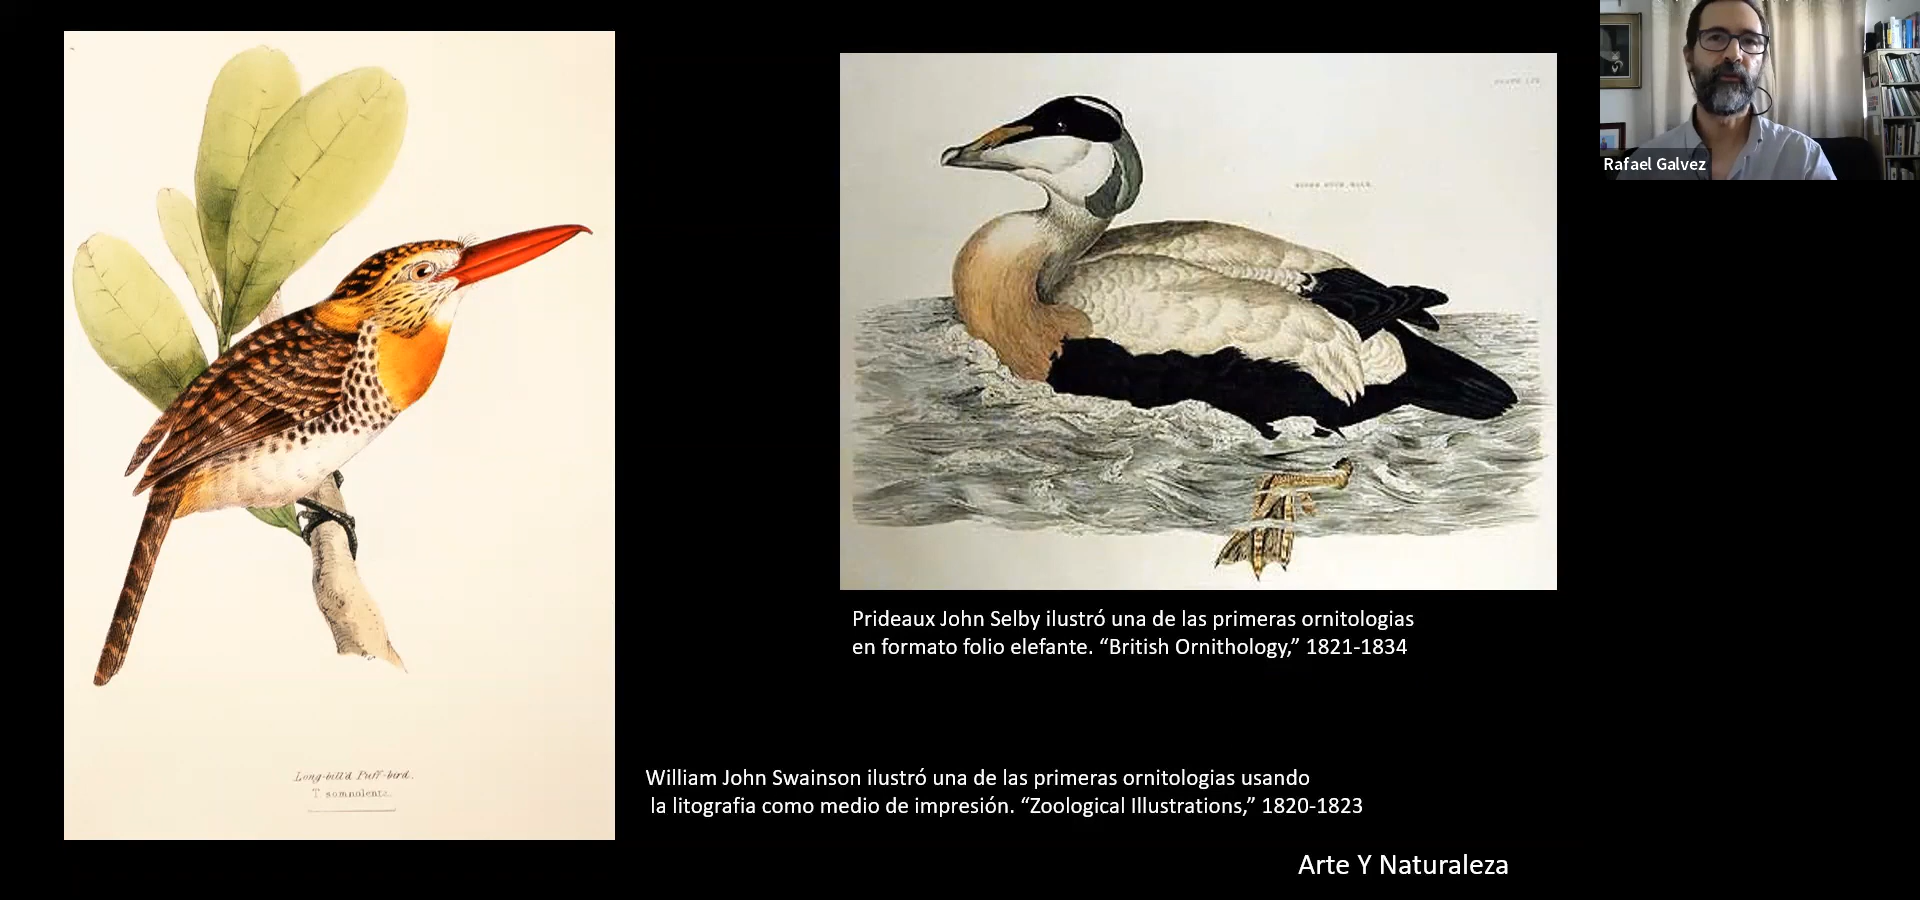 Rafael Galvez
Prideaux John Selby ilustró una de las primeras ornitologias
en formato folio elefante. “British Ornithology,” 1821-1834
Long-bill'd Puff-bird.
T. somnolenta.
William John Swainson ilustró una de las primeras ornitologias usando
la litografia como medio de impresión. “Zoological Illustrations,” 1820-1823
Arte Y Naturaleza